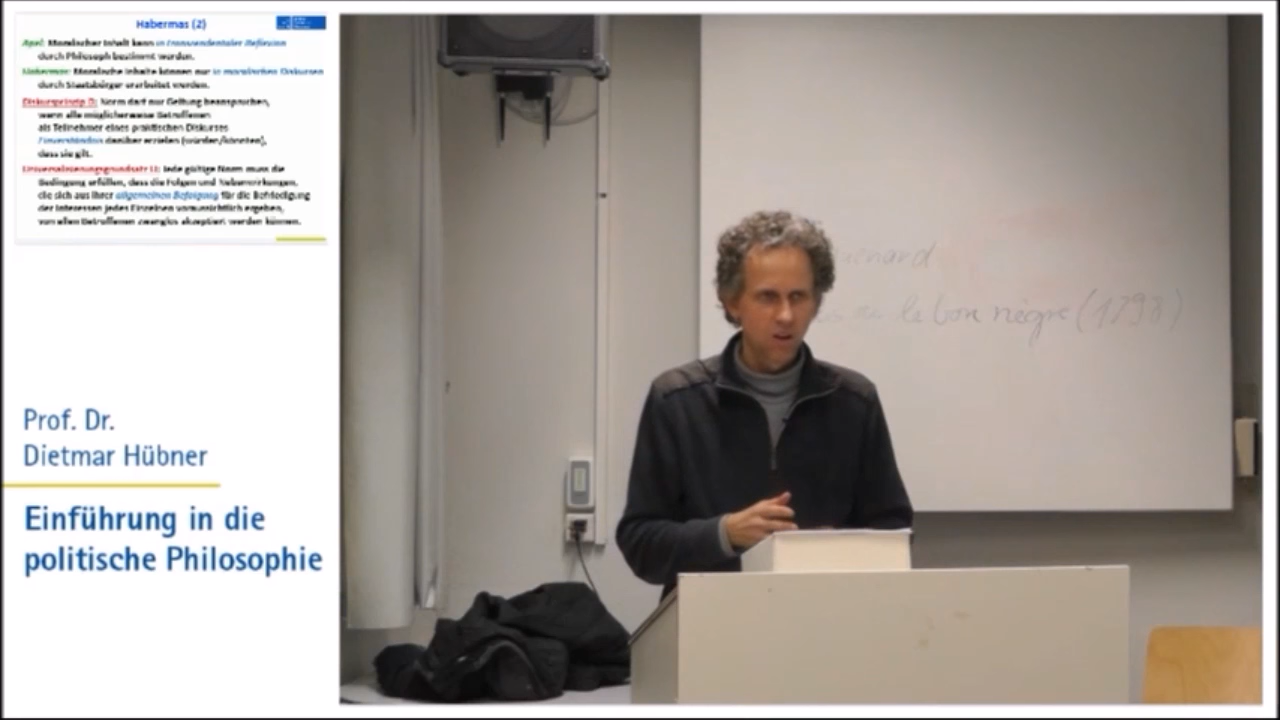 Habermas (2)
Apel: Moralischer Inhalt kann in transzendentaler Reflexion
durch Philosoph bestimmt werden.
Habermas: Moralische Inhalte können nur in moralischen Diskursen
durch Staatsbürger erarbeitet werden.
Diskursprinzip D: Norm darf nur Geltung beanspruchen,
wenn alle möglicherweise Betroffenen
als Teilnehmer eines praktischen Diskurses
Einverständnis darüber erzielen (würden/könnten),
dass sie gilt.
Universalisierungsgrundsatz U: Jede gültige Norm muss die
Bedingung erfüllen, dass die Folgen und Nebenwirkungen,
die sich aus ihrer allgemeinen Befolgung für die Befriedigung
der Interessen jedes Einzelnen voraussichtlich ergeben,
von allen Betroffenen zwanglos akzeptiert werden können.
Prof. Dr.
Dietmar Hübner
Einführung in die
politische Philosophie
le bon nègre (1798)